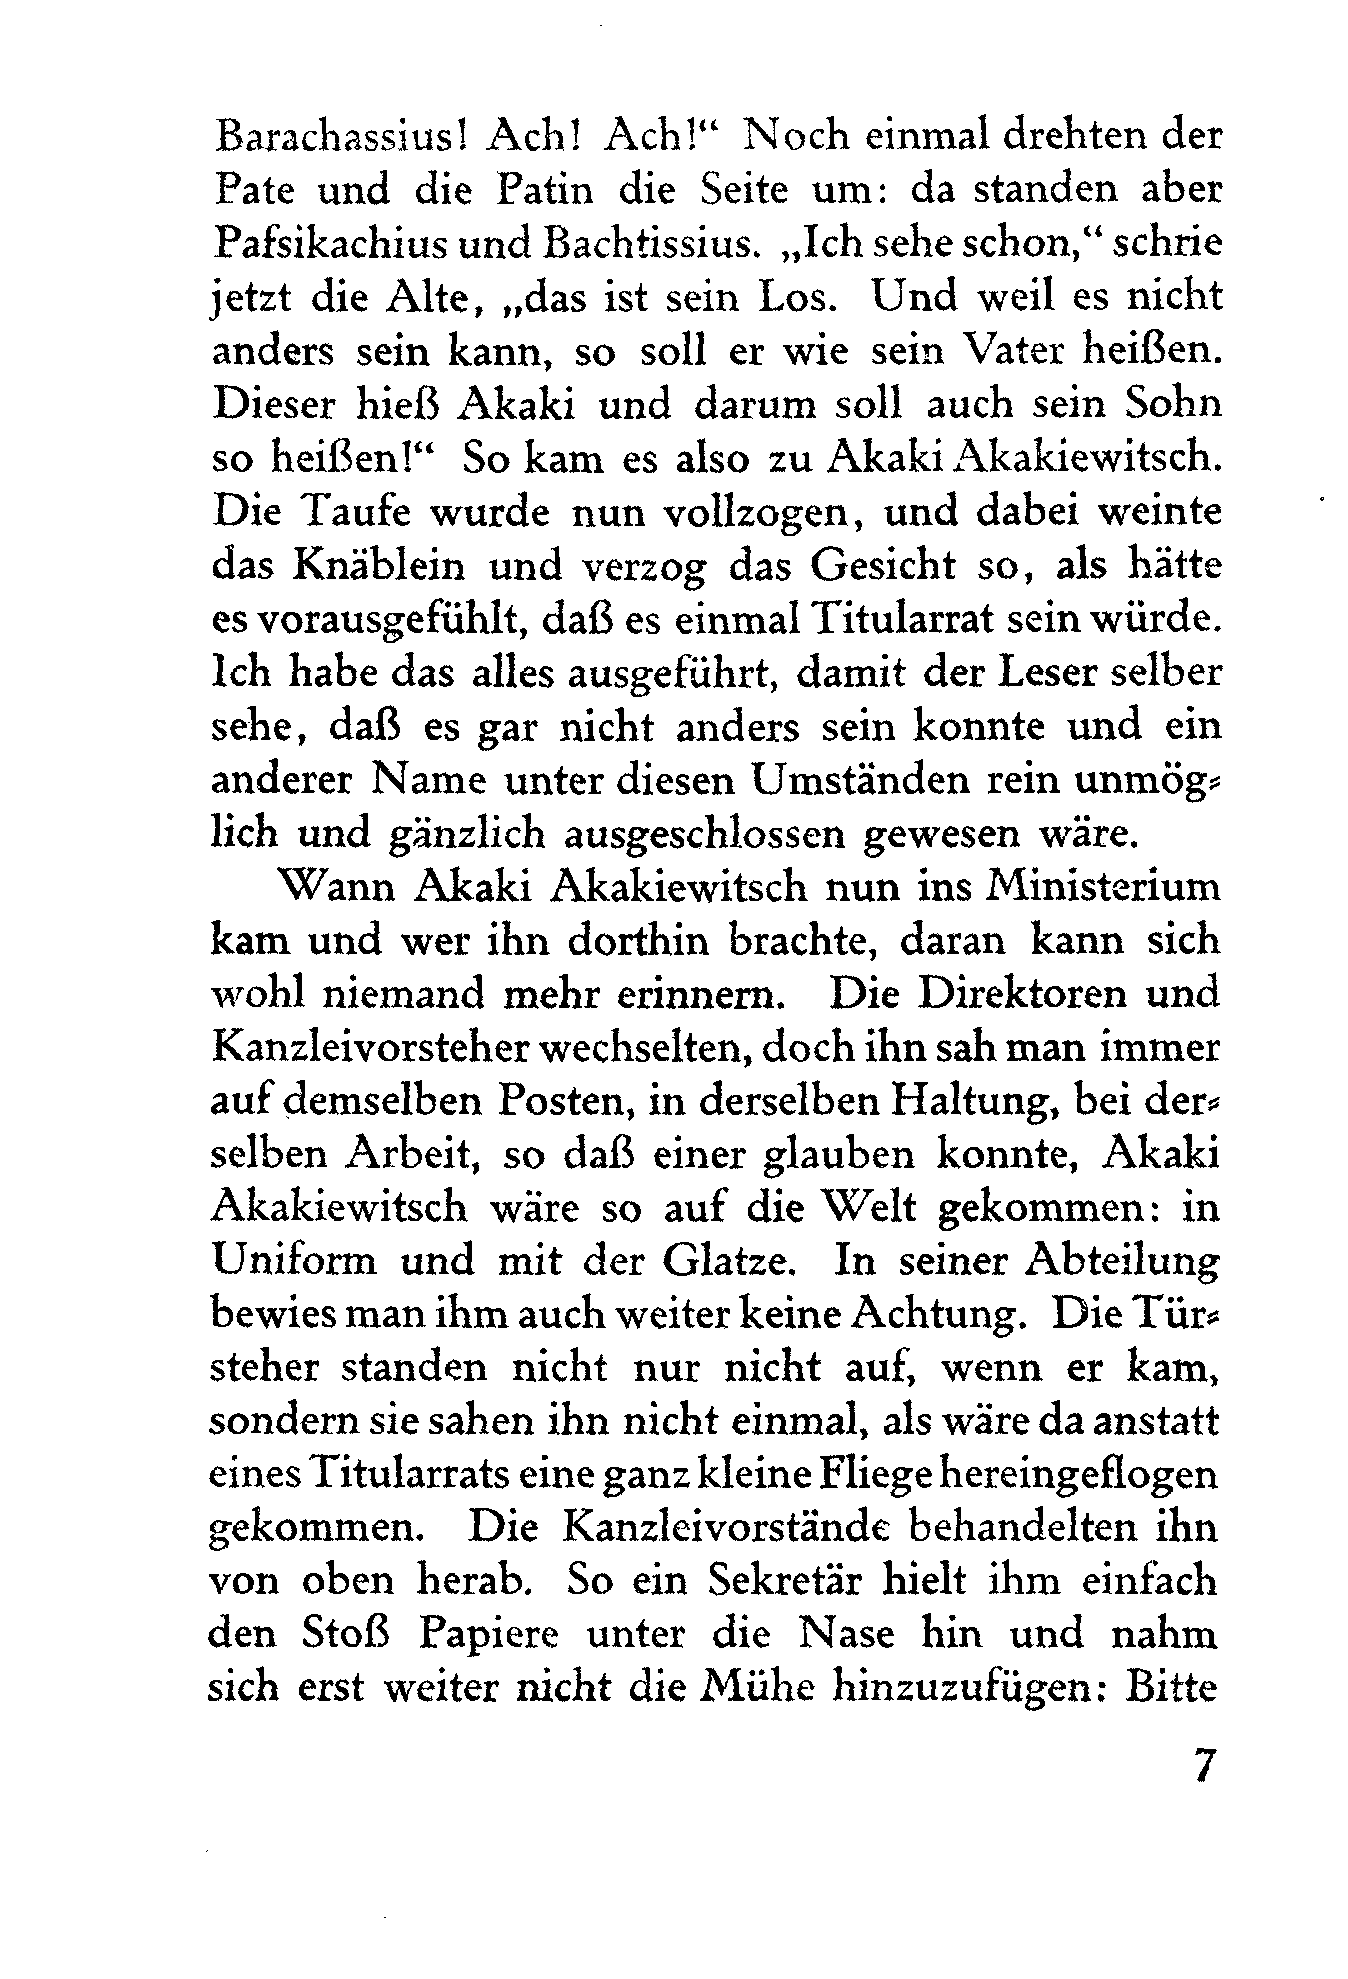 Barachassius! Ach! Ach!“ Noch einmal drehten der
Pate und die Patin die Seite um: da standen aber
Pafsikachius und Bachtissius. „Ich sehe schon,“ schrie
jetzt die Alte, „das ist sein Los. Und weil es nicht
anders sein kann, so soll er wie sein Vater heißen.
Dieser hieß Akaki und darum soll auch sein Sohn
so heißen!“ So kam es also zu Akaki Akakiewitsch.
Die Taufe wurde nun vollzogen, und dabei weinte
das Knäblein und verzog das Gesicht so, als hätte
es vorausgefühlt, daß es einmal Titularrat sein würde.
Ich habe das alles ausgeführt, damit der Leser selber
sehe, daß es gar nicht anders sein konnte und ein
anderer Name unter diesen Umständen rein unmög-
lich und gänzlich ausgeschlossen gewesen wäre.
Wann Akaki Akakiewitsch nun ins Ministerium
kam und wer ihn dorthin brachte, daran kann sich
wohl niemand mehr erinnern. Die Direktoren und
Kanzleivorsteher wechselten, doch ihn sah man immer
auf demselben Posten, in derselben Haltung, bei der-
selben Arbeit, so daß einer glauben konnte, Akaki
Akakiewitsch wäre so auf die Welt gekommen: in
Uniform und mit der Glatze. In seiner Abteilung
bewies man ihm auch weiter keine Achtung. Die Tür-
steher standen nicht nur nicht auf, wenn er kam,
sondern sie sahen ihn nicht einmal, als wäre da anstatt
eines Titularrats eine ganz kleine Fliege hereingeflogen
gekommen. Die Kanzleivorstände behandelten ihn
von oben herab. So ein Sekretär hielt ihm einfach
den Stoß Papiere unter die Nase hin und nahm
sich erst weiter nicht die Mühe hinzuzufügen: Bitte
7